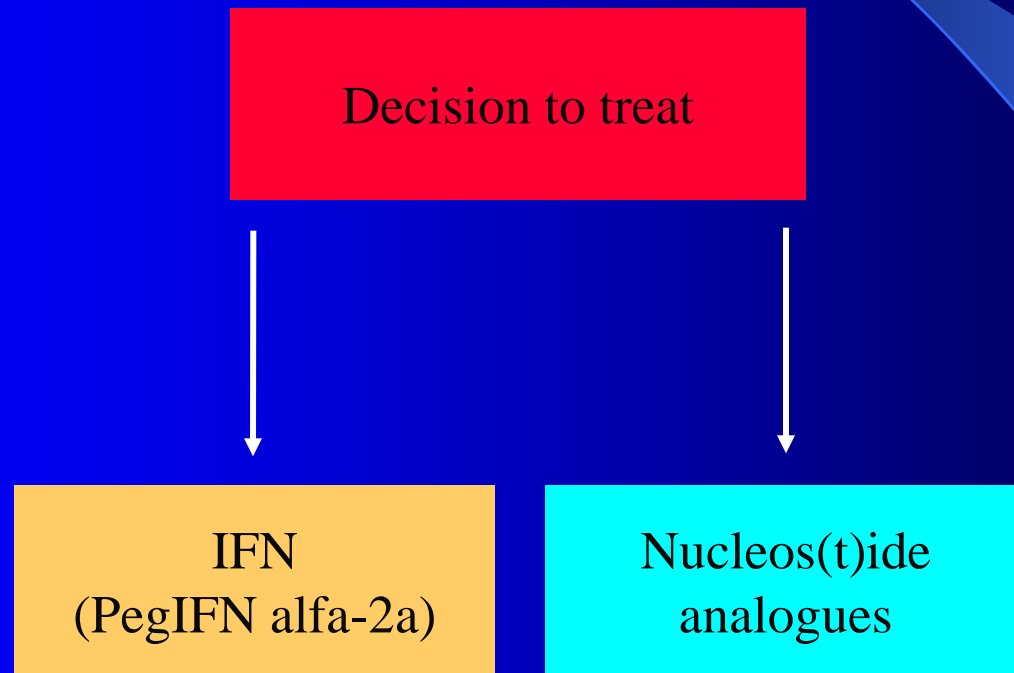 Decision to treat
IFN
(PegIFN alfa-2a)
Nucleos(t)ide
analogues